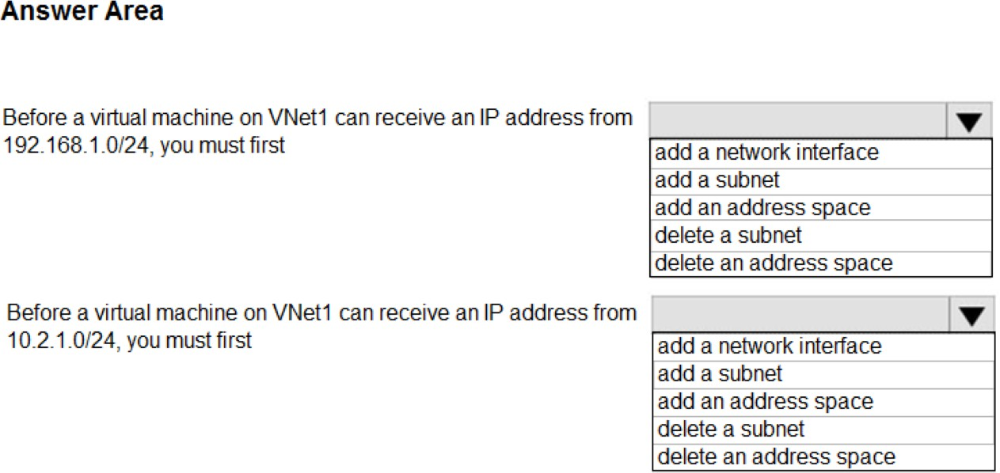 Answer Area
Before a virtual machine on VNet1 can receive an IP address from
192.168.1.0/24, you must first
add a network interface
add a subnet
add an address space
delete a subnet
delete an address space
Before a virtual machine on VNet1 can receive an IP address from
10.2.1.0/24, you must first
add a network interface
add a subnet
add an address space
delete a subnet
delete an address space